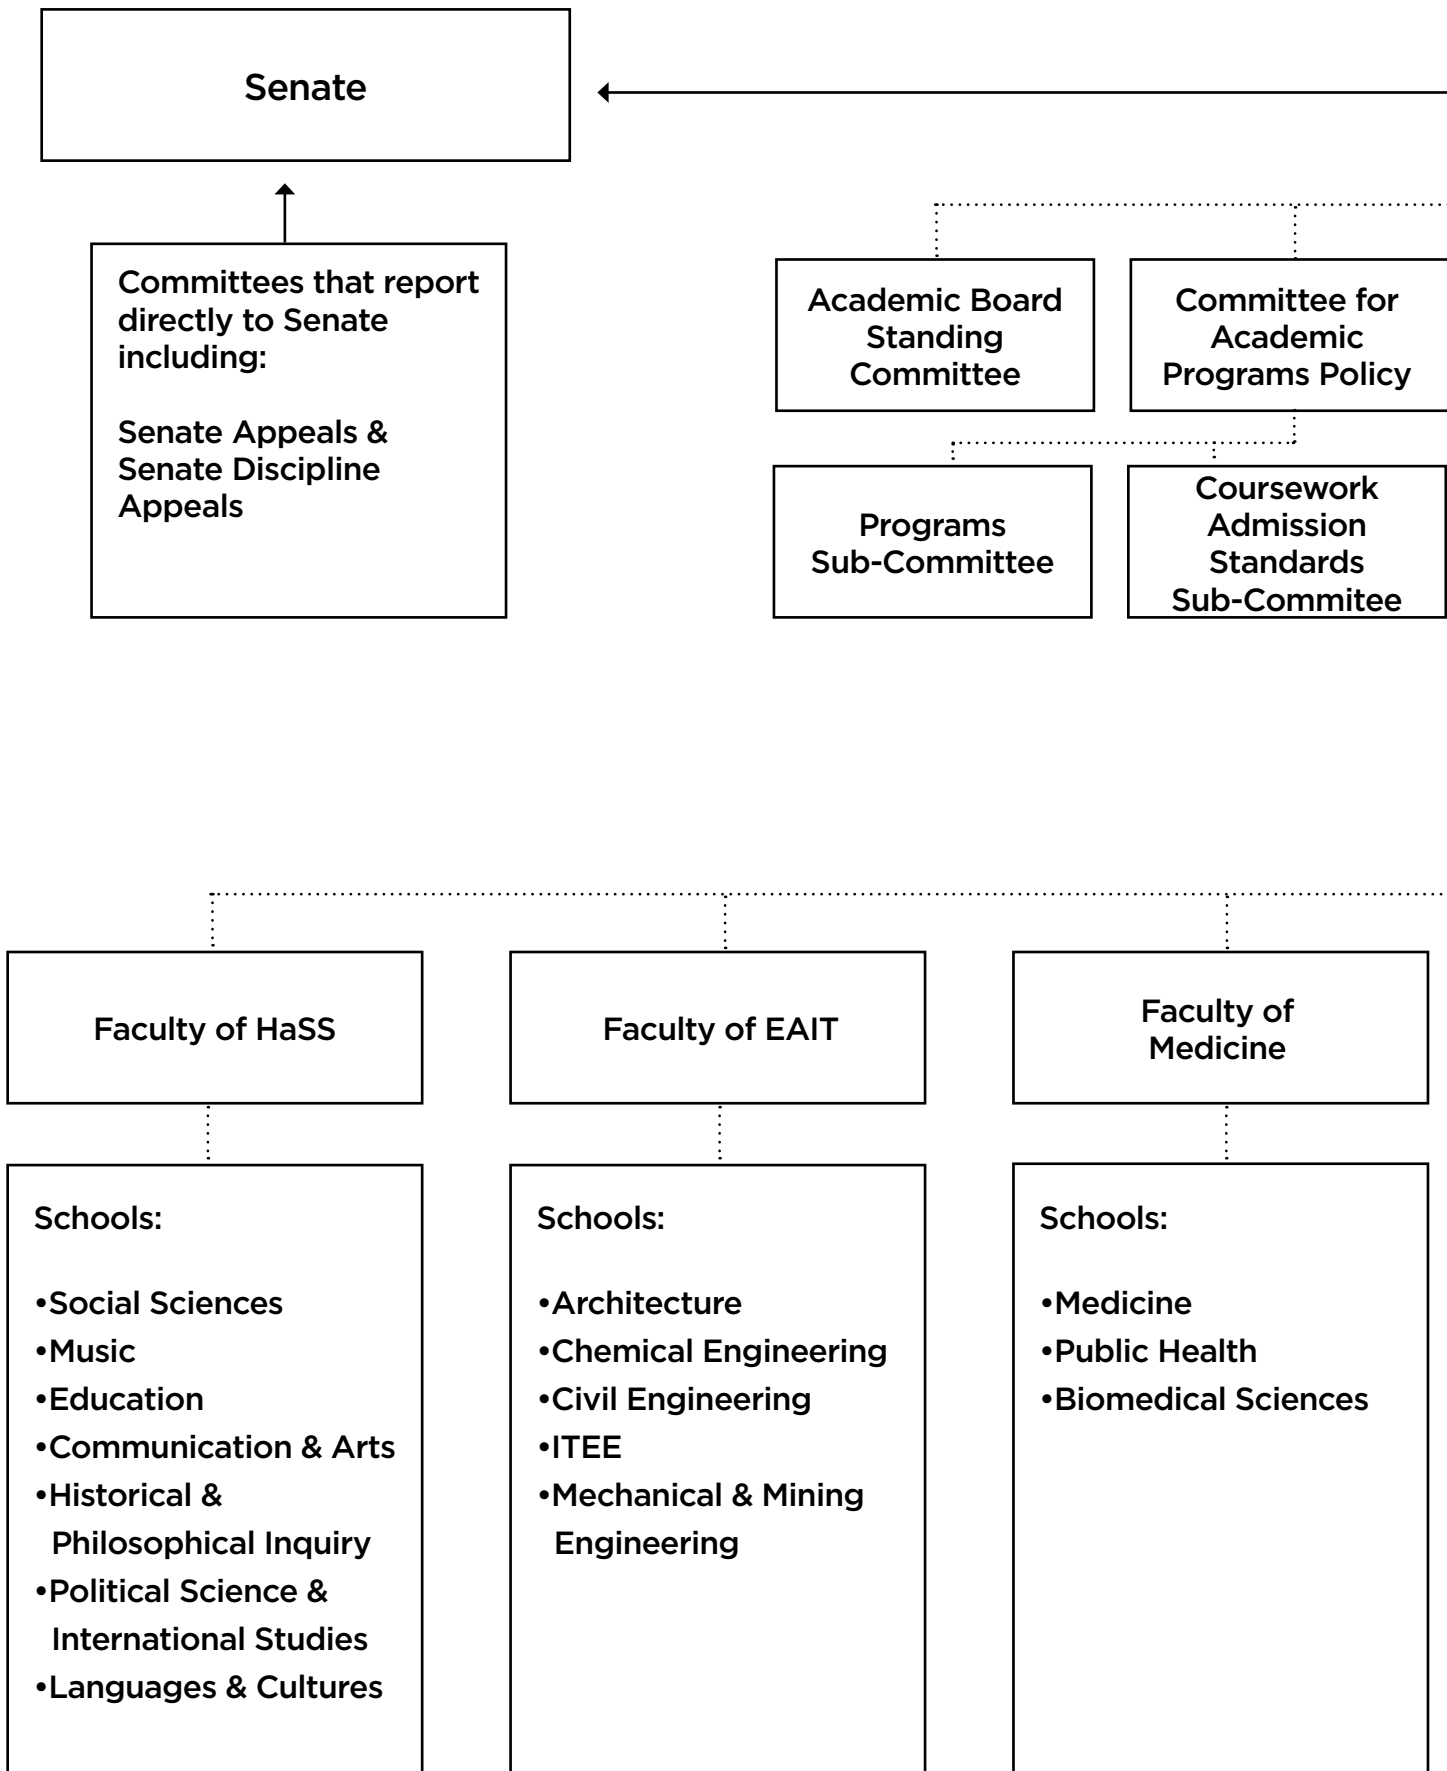 Senate
Committees that report
directly to Senate
including:
Senate Appeals &
Senate Discipline
Appeals
Academic Board
Standing
Committee
Committee for
Academic
Programs Policy
Programs
Sub-Committee
Coursework
Admission
Standards
Sub-Commitee
Faculty of HaSS
Faculty of EAIT
Faculty of
Medicine
Schools:
•Social Sciences
•Music
•Education
•Communication & Arts
•Historical &
Philosophical Inquiry
•Political Science &
International Studies
•Languages & Cultures
Schools:
•Architecture
•Chemical Engineering
•Civil Engineering
•ITEE
•Mechanical & Mining
Engineering
Schools:
•Medicine
•Public Health
•Biomedical Sciences